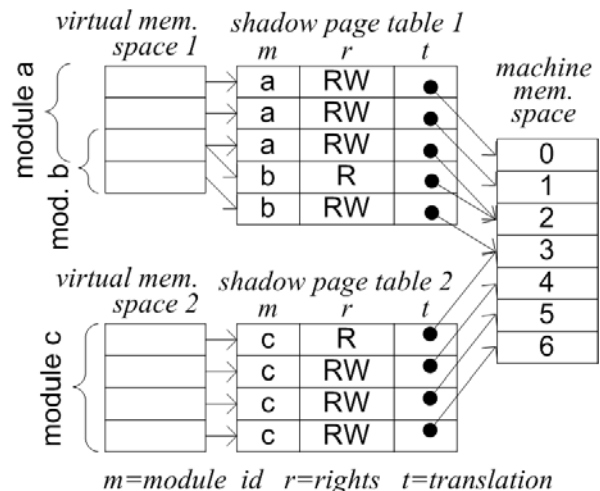 virtual mem. space 1
shadow page table 1
m r t
module a
mod. b
a RW
a RW
a RW
b R
b RW
machine mem. space
0
1
2
3
4
5
6
virtual mem. space 2
shadow page table 2
m r t
module c
c R
c RW
c RW
c RW
m=module id r=rights t=translation